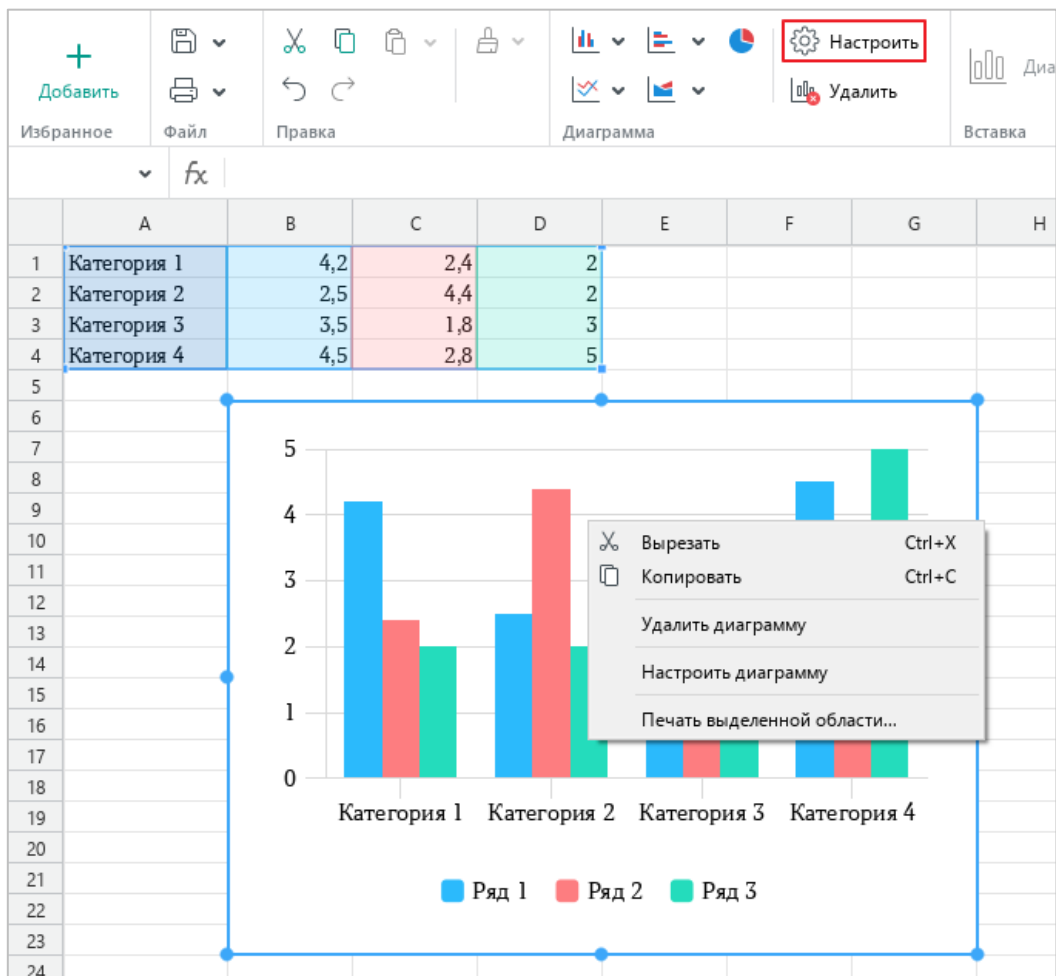 Настроить
Добавить
Удалить
Диа
Избранное Файл Правка Диаграмма Вставка
fx
A B C D E F G H
1 Категория 1 4,2 2,4 2
2 Категория 2 2,5 4,4 2
3 Категория 3 3,5 1,8 3
4 Категория 4 4,5 2,8 5
5
6
7
8
9
10
11
12
13
14
15
16
17
18
19
20
21
22
23
24
5
4
3
2
1
0
Вырезать Ctrl+X
Копировать Ctrl+C
Удалить диаграмму
Настроить диаграмму
Печать выделенной области...
Категория 1 Категория 2 Категория 3 Категория 4
Ряд 1 Ряд 2 Ряд 3